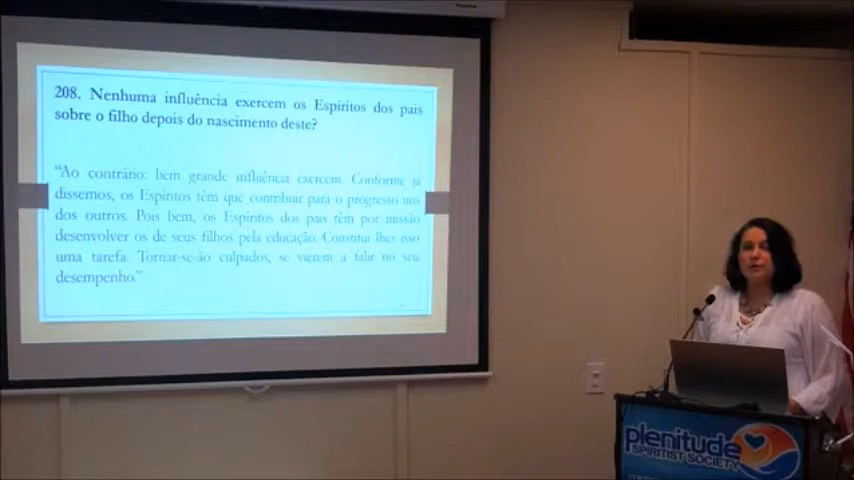 208. Nenhuma influência exercem os Espíritos dos pais
sobre o filho depois do nascimento deste?
“Ao contrário: bem grande influência exercem. Conforme já
dissemos, os Espíritos têm que contribuir para o progresso uns
dos outros. Pois bem, os Espíritos dos pais têm por missão
desenvolver os de seus filhos pela educação. Constitui-lhes isso
uma tarefa. Tornar-se-ão culpados, se vierem a falir no seu
desempenho.”
plenitude
SPIRITIST SOCIETY